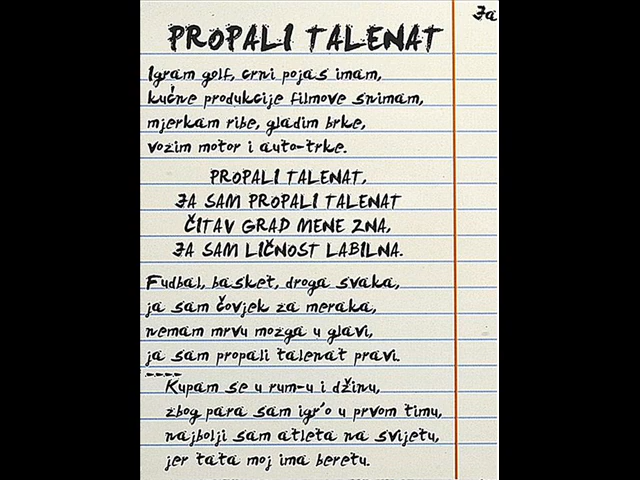 Ja
PROPALI TALENAT
Igram golf, crni pojas imam,
kućne produkcije filmove snimam,
mjerkam ribe, gladim brke,
vozim motor i auto-trke.
PROPALI TALENAT,
JA SAM PROPALI TALENAT
ČITAV GRAD MENE ZNA,
JA SAM LIČNOST LABILNA.
Fudbal, basket, droga svaka,
ja sam čovjek za meraka,
nemam mrvu mozga u glavi,
ja sam propali talenat pravi.
----
Kupam se u rum-u i džinu,
zbog para sam igr'o u prvom timu,
najbolji sam atleta na svijetu,
jer tata moj ima beretu.